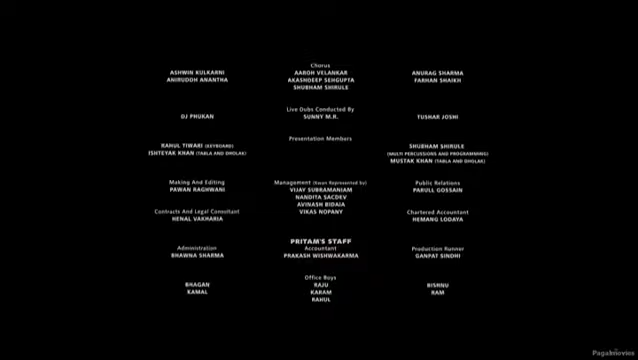 Chorus
ASHWIN KULKARNI AAROH VELANKAR ANURAG SHARMA
ANIRUDDH ANANTHA AKASHDEEP SENGUPTA FARHAN SHAIKH
SHUBHAM SHIRULE
Live Dubs Conducted By
DJ PHUKAN SUNNY M.R. TUSHAR JOSHI
Presentation Members
RAHUL TIWARI (KEYBOARD) SHUBHAM SHIRULE
ISHTEYAK KHAN (TABLA AND DHOLAK) (MULTI PERCUSSIONS AND PROGRAMMING)
MUSTAK KHAN (TABLA AND DHOLAK)
Making And Editing Management (Rayan Represented by) Public Relations
PAWAN RAGHWANI VIJAY SUBRAMANIAM PARULL GOSSAIN
NANDITA SACDEV
AVINASH BIDAIA
Contracts And Legal Consultant VIKAS NOPANY Chartered Accountant
HENAL VAKHARIA HEMANG LODAYA
PRITAM'S STAFF
Administration Accountant Production Runner
BHAWNA SHARMA PRAKASH WISHWAKARMA GANPAT SINDHI
Office Boys
BHAGAN RAJU BISHNU
KAMAL KARAM RAM
RAHUL
Pagalmovies